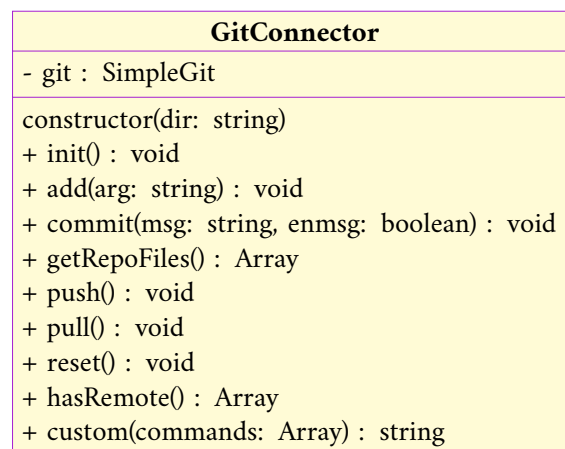 GitConnector
- git : SimpleGit
constructor(dir: string)
+ init() : void
+ add(arg: string) : void
+ commit(msg: string, enmsg: boolean) : void
+ getRepoFiles() : Array
+ push() : void
+ pull() : void
+ reset() : void
+ hasRemote() : Array
+ custom(commands: Array) : string